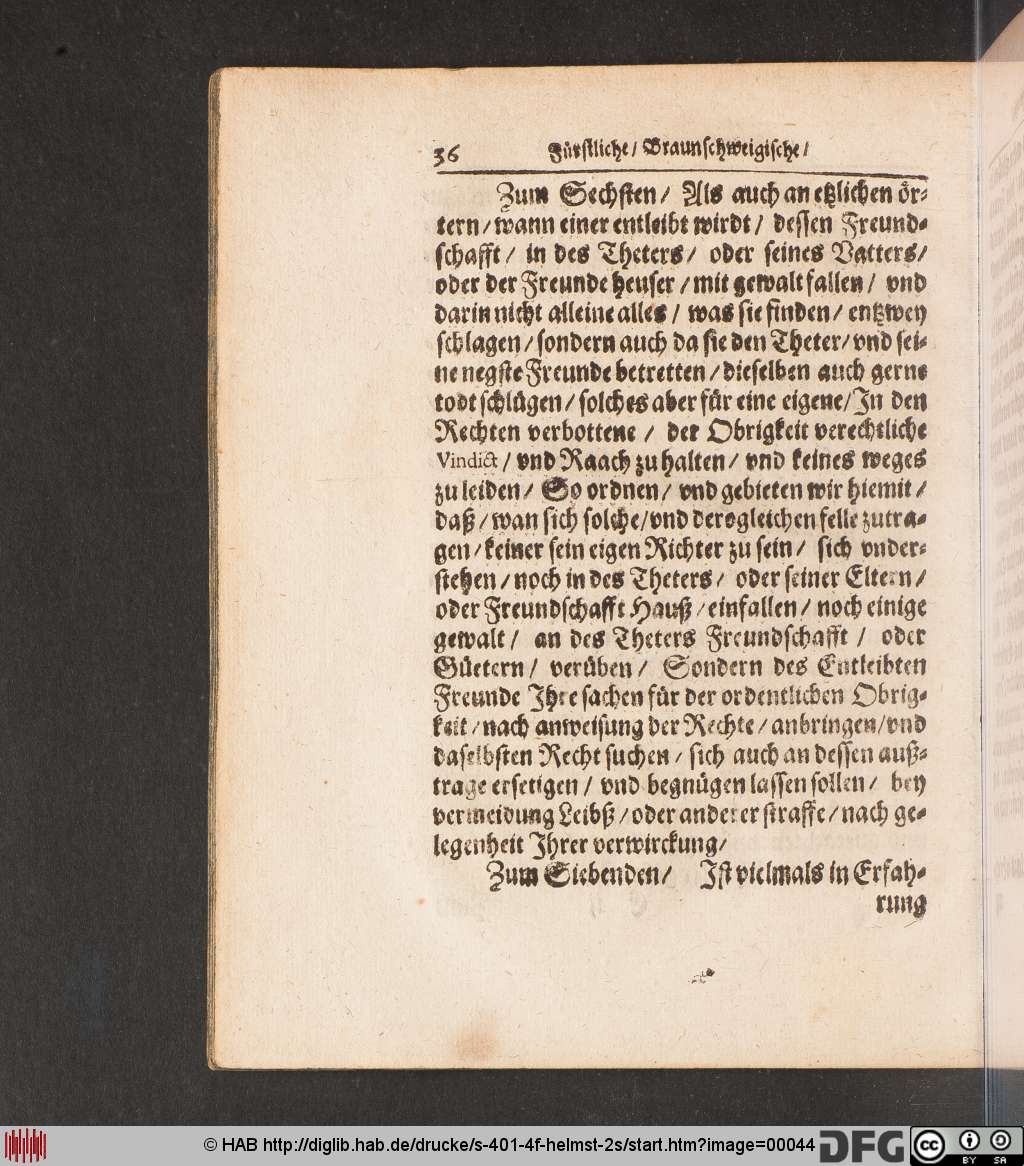 36 Fürstliche / Braunschweigische /
Zum Sechsten / Als auch an etzlichen ör-
tern / wann einer entleibt wirdt / dessen Freund-
schafft / in des Theters / oder seines Vatters /
oder der Freunde heuser / mit gewalt fallen / vnd
darin nicht alleine alles / was sie finden / entzwey
schlagen / sondern auch da sie den Theter / vnd sei-
ne negste Freunde betretten / dieselben auch gerne
todt schlügen / solches aber für eine eigene / In den
Rechten verbottene / der Obrigkeit verechtliche
Vindict / vnd Raach zu halten / vnd keines weges
zu leiden / So ordnen / vnd gebieten wir hiemit /
daß / wan sich solche / vnd derogleichen felle zutra-
gen / keiner sein eigen Richter zu sein / sich vnder-
stehen / noch in des Theters / oder seiner Eltern /
oder Freundschafft Hauß / einfallen / noch einige
gewalt / an des Theters Freundschafft / oder
Güetern / verüben / Sondern des Entleibten
Freunde Ihre sachen für der ordentlichen Obrig-
keit / nach anweisung der Rechte / anbringen / vnd
daselbsten Recht suchen / sich auch an dessen auß-
trage ersetigen / vnd begnügen lassen sollen / bey
vermeidung Leibß / oder anderer straffe / nach ge-
legenheit Ihrer verwirckung /
Zum Siebenden / Ist vielmals in Erfah-
rung
© HAB http://diglib.hab.de/drucke/s-401-4f-helmst-2s/start.htm?image=00044
DFG
cc BY SA